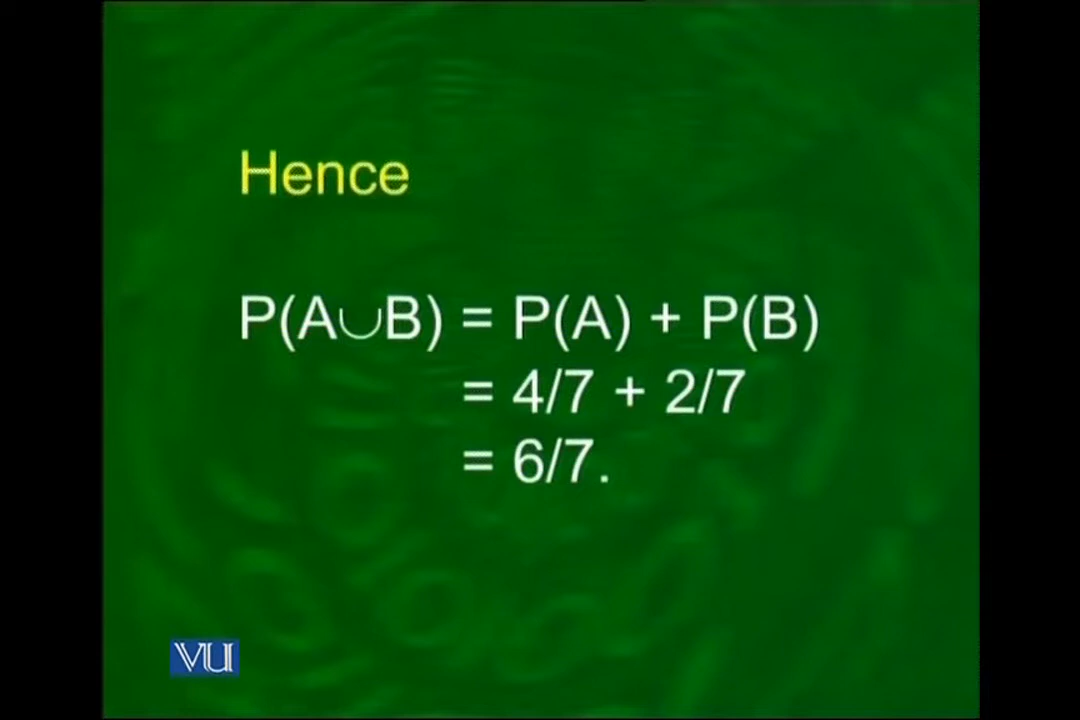 Hence
P(A∪B) = P(A) + P(B)
= 4/7 + 2/7
= 6/7.
VU